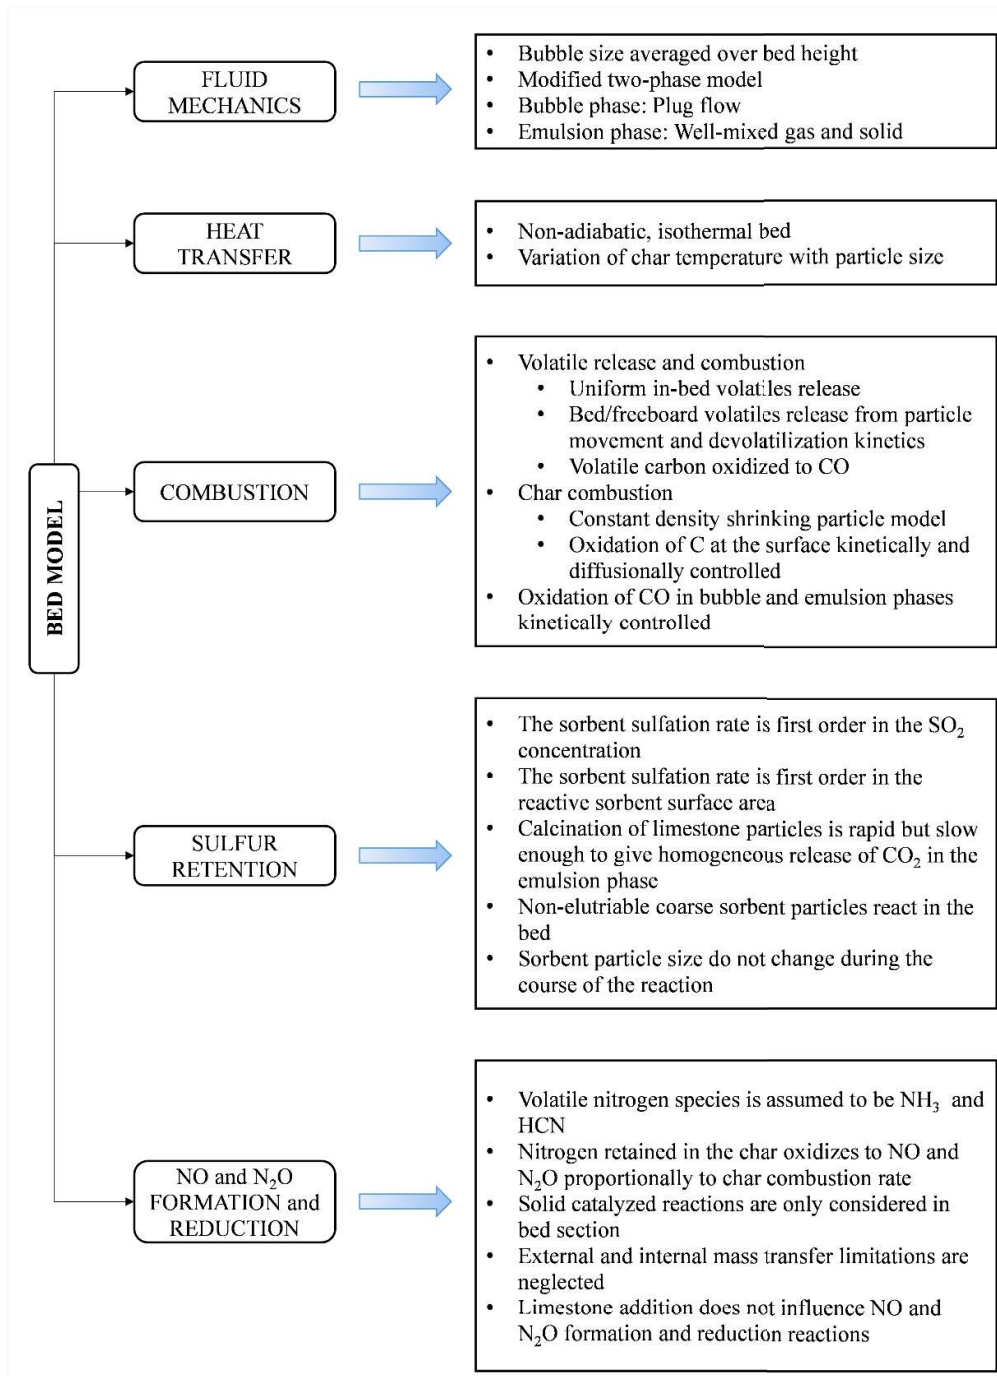 BED MODEL
FLUID
MECHANICS
• Bubble size averaged over bed height
• Modified two-phase model
• Bubble phase: Plug flow
• Emulsion phase: Well-mixed gas and solid
HEAT
TRANSFER
• Non-adiabatic, isothermal bed
• Variation of char temperature with particle size
COMBUSTION
• Volatile release and combustion
• Uniform in-bed volatiles release
• Bed/freeboard volatiles release from particle
movement and devolatilization kinetics
• Volatile carbon oxidized to CO
• Char combustion
• Constant density shrinking particle model
• Oxidation of C at the surface kinetically and
diffusionally controlled
• Oxidation of CO in bubble and emulsion phases
kinetically controlled
SULFUR
RETENTION
• The sorbent sulfation rate is first order in the SO₂
concentration
• The sorbent sulfation rate is first order in the
reactive sorbent surface area
• Calcination of limestone particles is rapid but slow
enough to give homogeneous release of CO₂ in the
emulsion phase
• Non-elutriable coarse sorbent particles react in the
bed
• Sorbent particle size do not change during the
course of the reaction
NO and N₂O
FORMATION and
REDUCTION
• Volatile nitrogen species is assumed to be NH₃ and
HCN
• Nitrogen retained in the char oxidizes to NO and
N₂O proportionally to char combustion rate
• Solid catalyzed reactions are only considered in
bed section
• External and internal mass transfer limitations are
neglected
• Limestone addition does not influence NO and
N₂O formation and reduction reactions